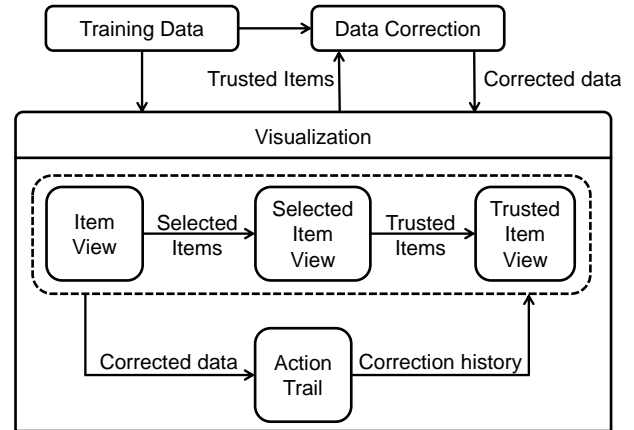 Training Data
Data Correction
Trusted Items
Corrected data
Visualization
Item
View
Selected
Items
Selected
Item
View
Trusted
Items
Trusted
Item
View
Corrected data
Action
Trail
Correction history